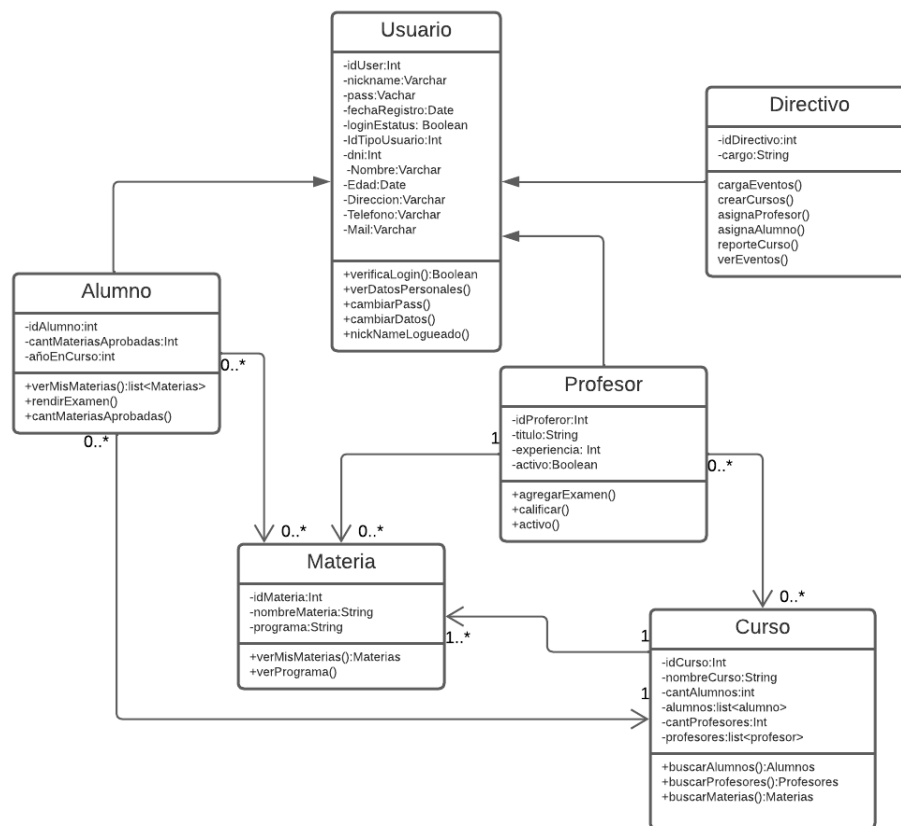 Usuario
-idUser:Int
-nickname:Varchar
-pass:Vachar
-fechaRegistro:Date
-loginEstatus: Boolean
-IdTipoUsuario:Int
-dni:Int
-Nombre:Varchar
-Edad:Date
-Direccion:Varchar
-Telefono:Varchar
-Mail:Varchar
+verificaLogin():Boolean
+verDatosPersonales()
+cambiarPass()
+cambiarDatos()
+nickNameLogueado()
Directivo
-idDirectivo:int
-cargo:String
cargaEventos()
crearCursos()
asignaProfesor()
asignaAlumno()
reporteCurso()
verEventos()
Alumno
-idAlumno:int
-cantMateriasAprobadas:Int
-añoEnCurso:int
+verMisMaterias():list<Materias>
+rendirExamen()
+cantMateriasAprobadas()
0..*
0..*
Profesor
-idProferor:Int
-titulo:String
-experiencia: Int
-activo:Boolean
+agregarExamen()
+calificar()
+activo()
1
0..*
0..*
0..*
0..*
Materia
-idMateria:Int
-nombreMateria:String
-programa:String
+verMisMaterias():Materias
+verPrograma()
1..*
1
1
Curso
-idCurso:Int
-nombreCurso:String
-cantAlumnos:int
-alumnos:list<alumno>
-cantProfesores:Int
-profesores:list<profesor>
+buscarAlumnos():Alumnos
+buscarProfesores():Profesores
+buscarMaterias():Materias